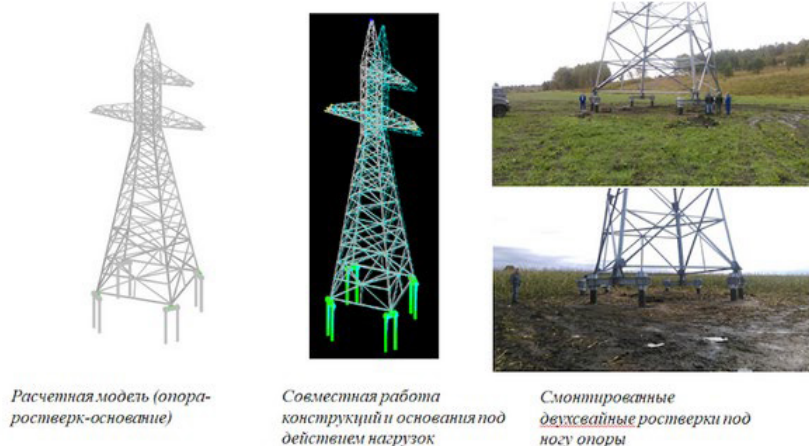 Расчетная модель (опора-
ростверк-основание)
Совместная работа
конструкций и основания под
действием нагрузок
Смонтированные
двухсвайные ростверки под
ногу опоры